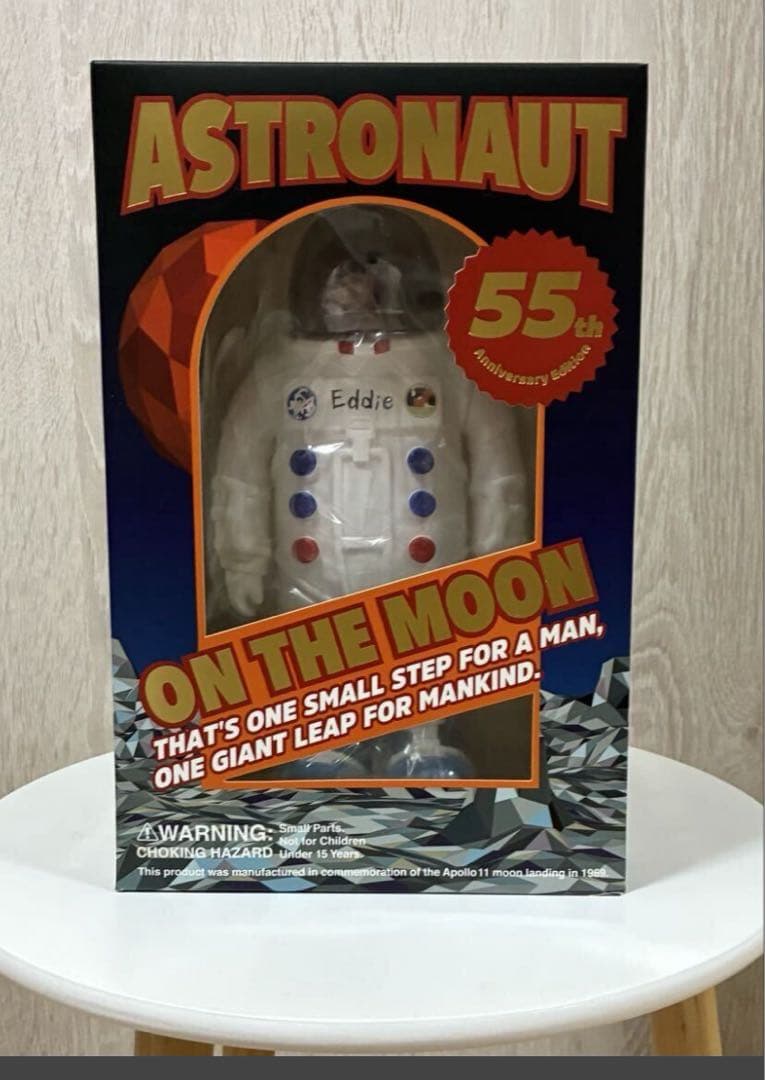 ASTRONAUT
55th
Anniversary Edition
Eddie
ON THE MOON
THAT'S ONE SMALL STEP FOR A MAN,
ONE GIANT LEAP FOR MANKIND.
⚠WARNING:
CHOKING HAZARD
Small Parts.
Not for Children
Under 15 Years.
This product was manufactured in commemoration of the Apollo11 moon landing in 1969.